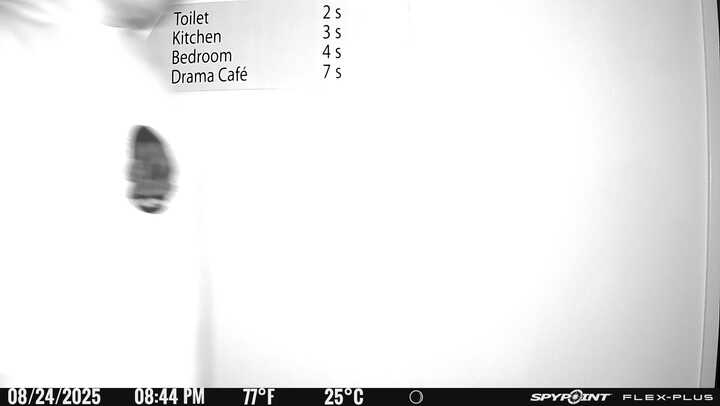 Toilet 2 s
Kitchen 3 s
Bedroom 4 s
Drama Café 7 s
08/24/2025 08:44 PM 77°F 25°C SPYPOINT FLEX-PLUS